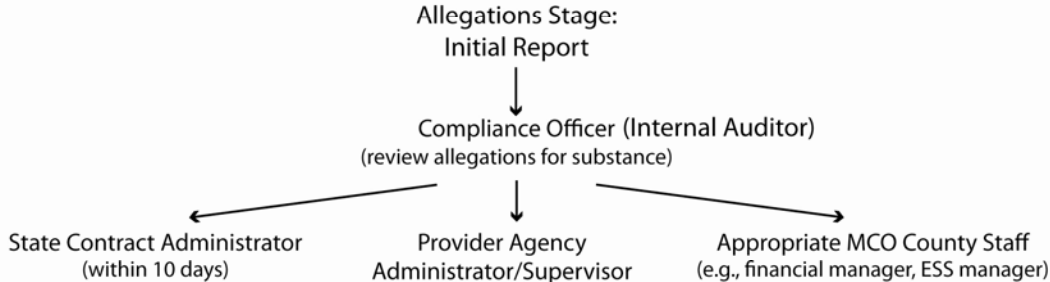 Allegations Stage:
Initial Report
Compliance Officer (Internal Auditor)
(review allegations for substance)
State Contract Administrator
(within 10 days)
Provider Agency
Administrator/Supervisor
Appropriate MCO County Staff
(e.g., financial manager, ESS manager)